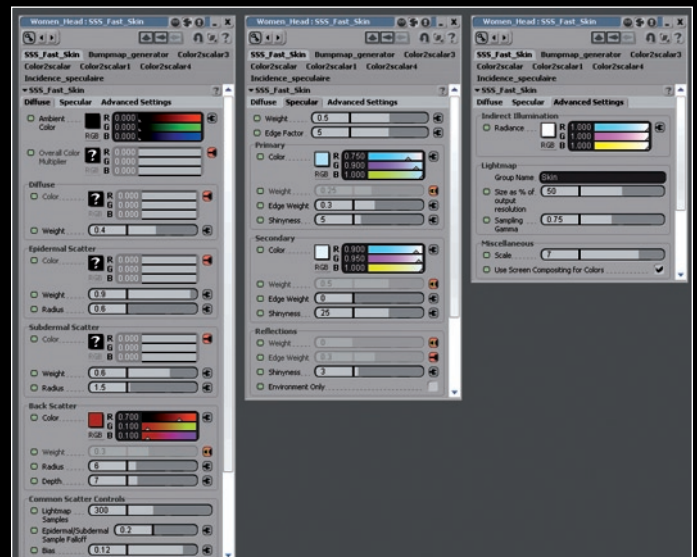 Women_Head : SSS_Fast_Skin
SSS_Fast_Skin Bumpmap_generator Color2scalar3
Color2scalar Color2scalar1 Color2scalar4
Incidence_speculaire
SSS_Fast_Skin ?
Diffuse Specular Advanced Settings
Ambient Color R 0.000
G 0.000
RGB B 0.000
Overall Color Multiplier ? R 0.000
G 0.000
RGB B 0.000
Diffuse
Color ? R 0.000
G 0.000
RGB B 0.000
Weight 0.4
Epidermal Scatter
Color ? R 0.000
G 0.000
RGB B 0.000
Weight 0.9
Radius 0.6
Subdermal Scatter
Color ? R 0.000
G 0.000
RGB B 0.000
Weight 0.6
Radius 1.5
Back Scatter
Color R 0.700
G 0.100
RGB B 0.100
Weight 0.3
Radius 6
Depth 7
Common Scatter Controls
Lightmap Samples 300
Epidermal/Subdermal Sample Falloff 0.2
Bias 0.12
Women_Head : SSS_Fast_Skin
SSS_Fast_Skin Bumpmap_generator Color2scalar3
Color2scalar Color2scalar1 Color2scalar4
Incidence_speculaire
SSS_Fast_Skin ?
Diffuse Specular Advanced Settings
Weight 0.5
Edge Factor 5
Primary
Color R 0.750
G 0.900
RGB B 1.000
Weight 0.25
Edge Weight 0.3
Shinyness 5
Secondary
Color R 0.900
G 0.950
RGB B 1.000
Weight 0.5
Edge Weight 0
Shinyness 25
Reflections
Weight 0
Edge Weight 0.3
Shinyness 3
Environment Only
Women_Head : SSS_Fast_Skin
SSS_Fast_Skin Bumpmap_generator Color2scalar3
Color2scalar Color2scalar1 Color2scalar4
Incidence_speculaire
SSS_Fast_Skin ?
Diffuse Specular Advanced Settings
Indirect Illumination
Radiance R 1.000
G 1.000
RGB B 1.000
Lightmap
Group Name Skin
Size as % of output resolution 50
Sampling Gamma 0.75
Miscellaneous
Scale 7
Use Screen Compositing for Colors